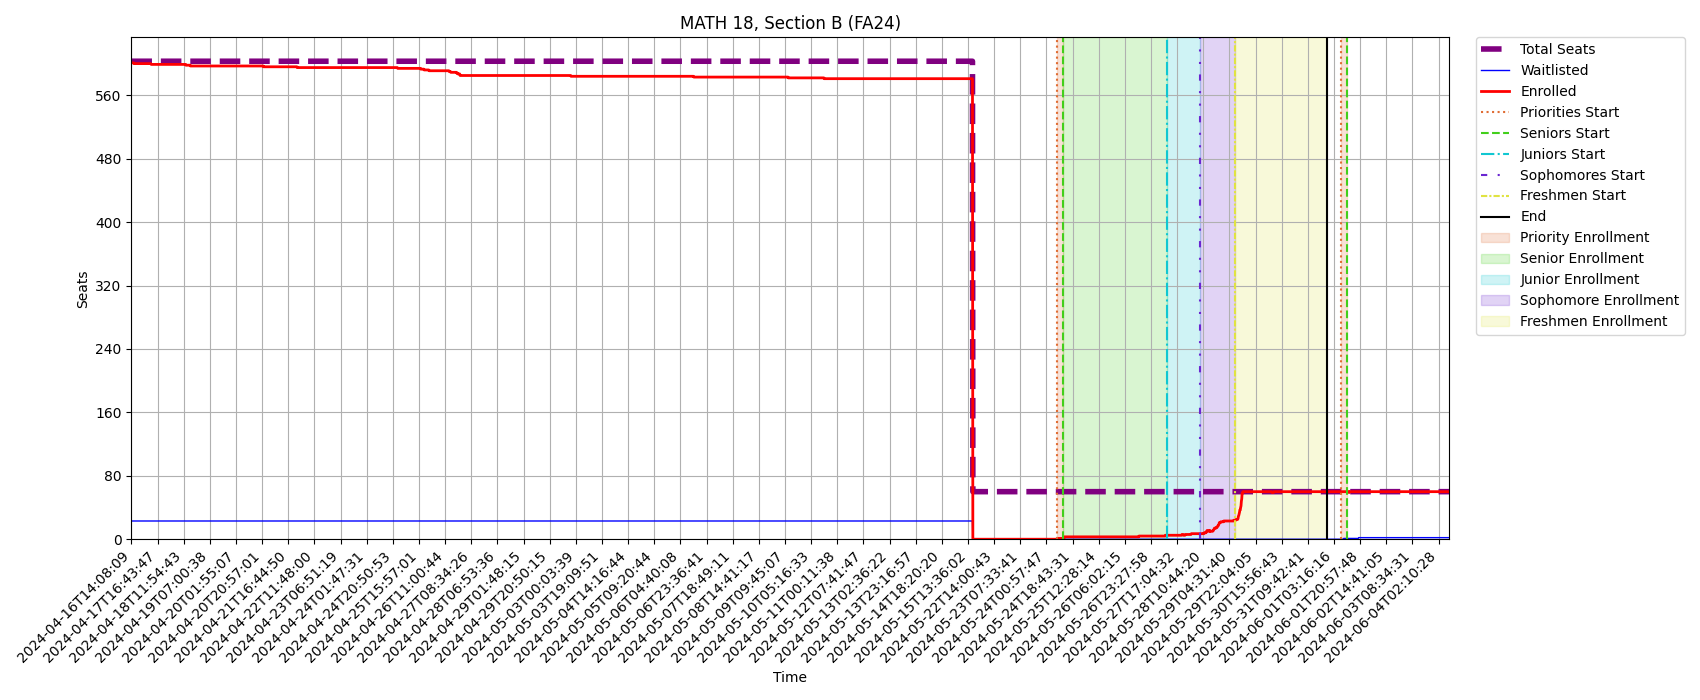 MATH 18, Section B (FA24)
Seats
560
480
400
320
240
160
80
0
2024-04-16T14:08:09
2024-04-17T16:43:47
2024-04-18T11:54:43
2024-04-19T07:00:38
2024-04-20T01:55:07
2024-04-20T20:57:01
2024-04-21T16:44:50
2024-04-22T11:48:00
2024-04-23T06:51:19
2024-04-24T01:47:31
2024-04-24T20:50:53
2024-04-25T15:57:01
2024-04-26T11:00:44
2024-04-27T08:34:26
2024-04-28T06:53:36
2024-04-29T01:48:15
2024-04-29T20:50:15
2024-05-03T00:03:39
2024-05-03T19:09:51
2024-05-04T14:16:44
2024-05-05T09:20:44
2024-05-06T04:40:08
2024-05-06T23:36:41
2024-05-07T18:49:11
2024-05-08T14:41:17
2024-05-09T09:45:07
2024-05-10T05:16:33
2024-05-11T00:11:38
2024-05-12T07:41:47
2024-05-13T02:36:22
2024-05-13T23:16:57
2024-05-14T18:20:20
2024-05-15T13:36:02
2024-05-22T14:00:43
2024-05-23T07:33:41
2024-05-24T00:57:47
2024-05-24T18:43:31
2024-05-25T12:28:14
2024-05-26T06:02:15
2024-05-26T23:27:58
2024-05-27T17:04:32
2024-05-28T10:44:20
2024-05-29T04:31:40
2024-05-29T22:04:05
2024-05-30T15:56:43
2024-05-31T09:42:41
2024-06-01T03:16:16
2024-06-01T20:57:48
2024-06-02T14:41:05
2024-06-03T08:34:31
2024-06-04T02:10:28
Time
Total Seats
Waitlisted
Enrolled
Priorities Start
Seniors Start
Juniors Start
Sophomores Start
Freshmen Start
End
Priority Enrollment
Senior Enrollment
Junior Enrollment
Sophomore Enrollment
Freshmen Enrollment